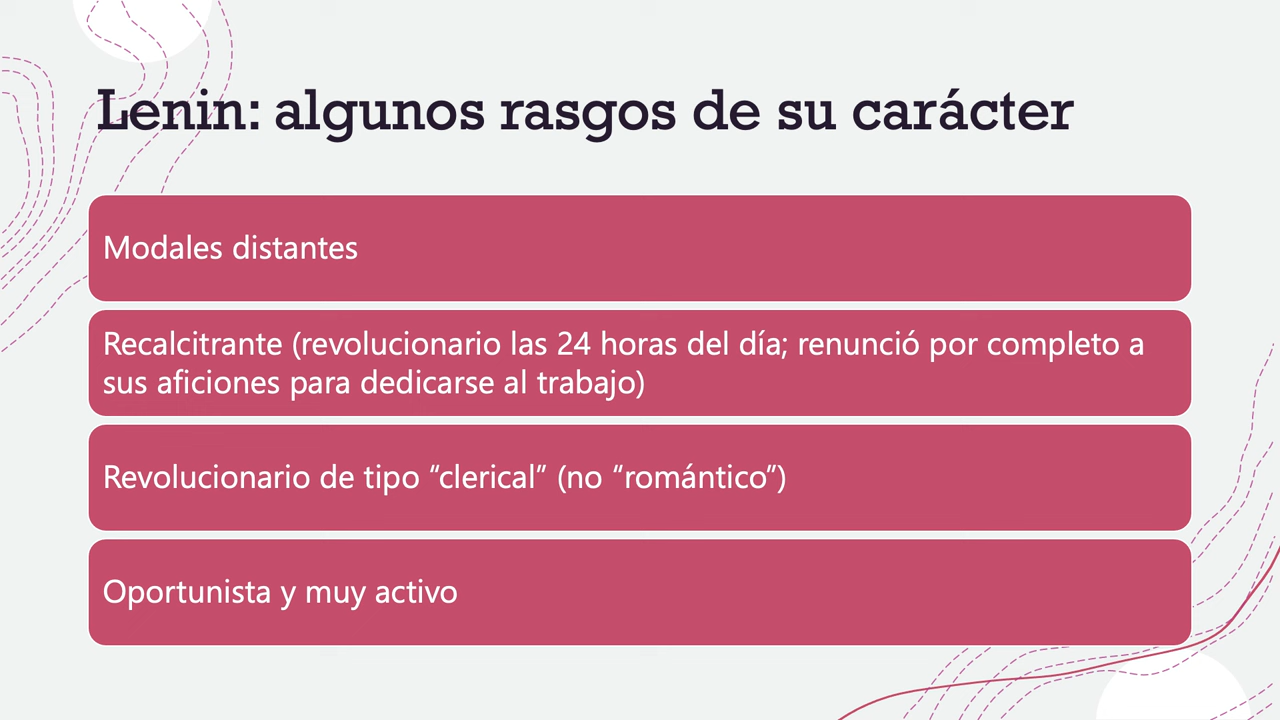 Lenin: algunos rasgos de su carácter
Modales distantes
Recalcitrante (revolucionario las 24 horas del día; renunció por completo a
sus aficiones para dedicarse al trabajo)
Revolucionario de tipo “clerical” (no “romántico”)
Oportunista y muy activo